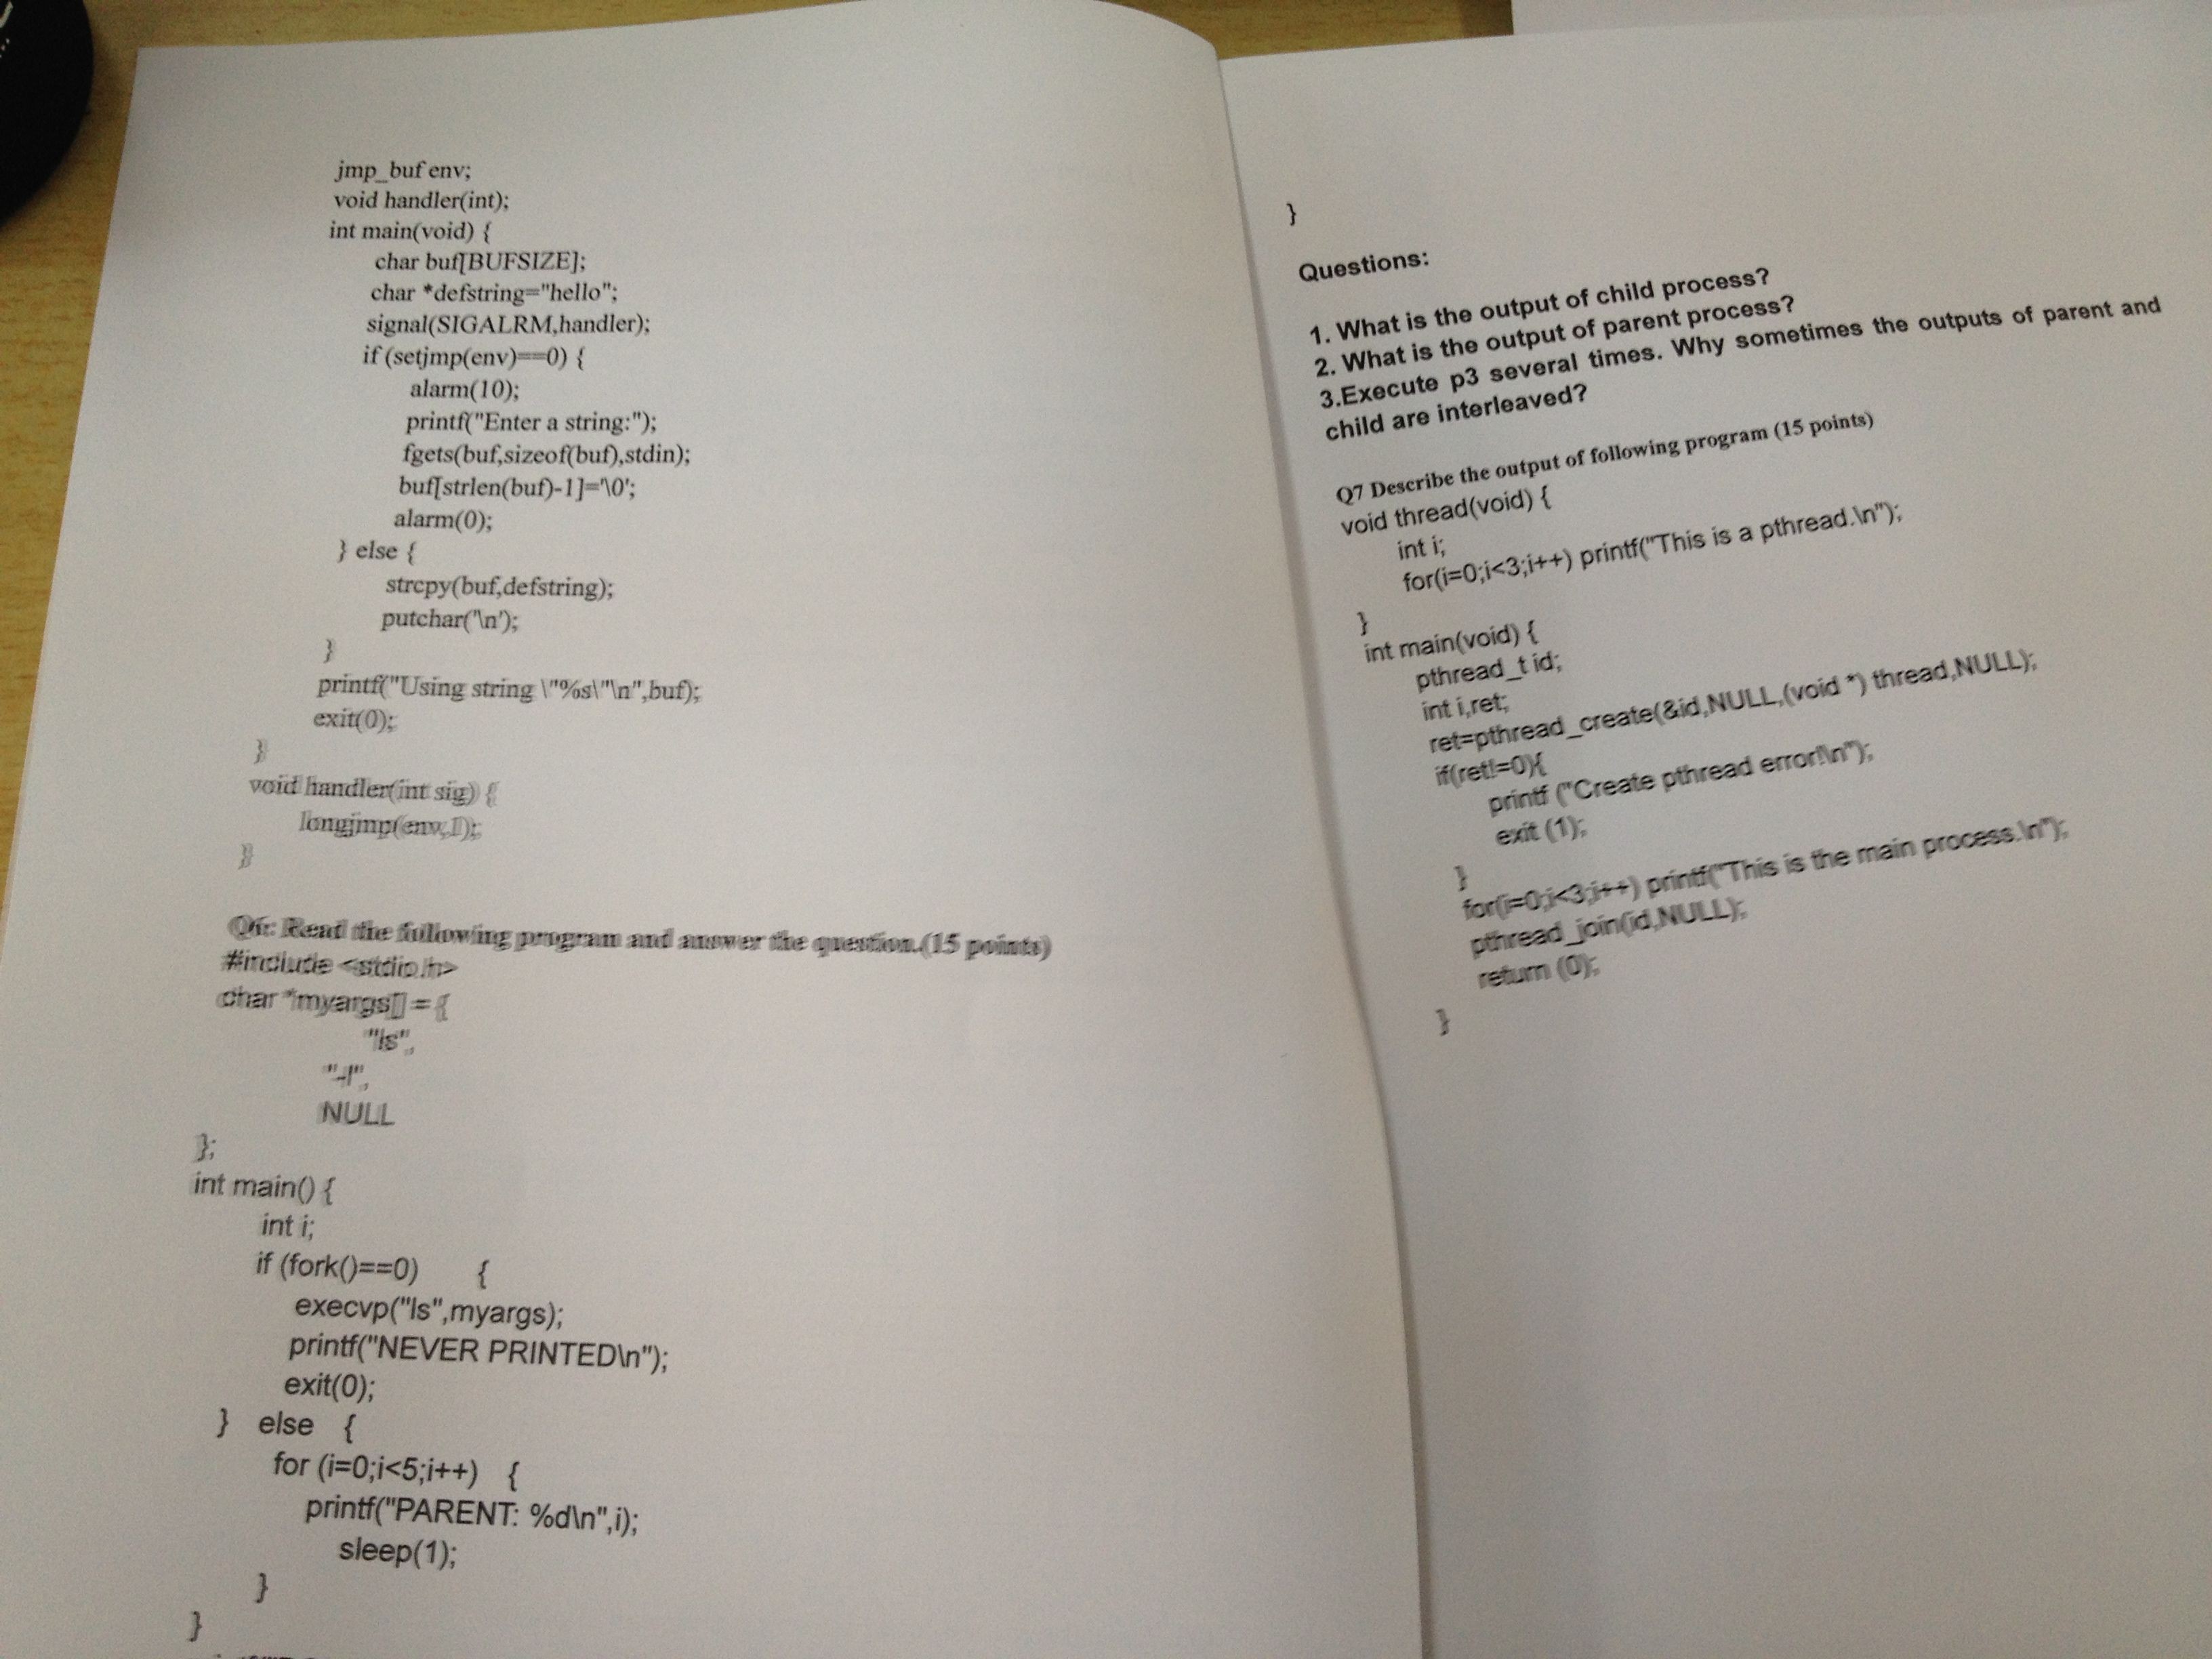 jmp_buf env;
void handler(int);
int main(void) {
char buf[BUFSIZE];
char *defstring="hello";
signal(SIGALRM,handler);
if (setjmp(env)==0) {
alarm(10);
printf("Enter a string:");
fgets(buf,sizeof(buf),stdin);
buf[strlen(buf)-1]='\0';
alarm(0);
} else {
strcpy(buf,defstring);
putchar('\n');
}
printf("Using string \"%s\"\n",buf);
exit(0);
}
void handler(int sig) {
longjmp(env,1);
}
Q6: Read the following program and answer the question.(15 points)
#include <stdio.h>
char *myargs[] = {
"ls",
"-l",
NULL
};
int main() {
int i;
if (fork()==0) {
execvp("ls",myargs);
printf("NEVER PRINTED\n");
exit(0);
} else {
for (i=0;i<5;i++) {
printf("PARENT: %d\n",i);
sleep(1);
}
}
}
Questions:
1. What is the output of child process?
2. What is the output of parent process?
3.Execute p3 several times. Why sometimes the outputs of parent and
child are interleaved?
Q7 Describe the output of following program (15 points)
void thread(void) {
int i;
for(i=0;i<3;i++) printf("This is a pthread.\n");
}
int main(void) {
pthread_t id;
int i,ret;
ret=pthread_create(&id,NULL,(void *) thread,NULL);
if(ret!=0){
printf ("Create pthread error!\n");
exit (1);
}
for(i=0;i<3;i++) printf("This is the main process.\n");
pthread_join(id,NULL);
return (0);
}